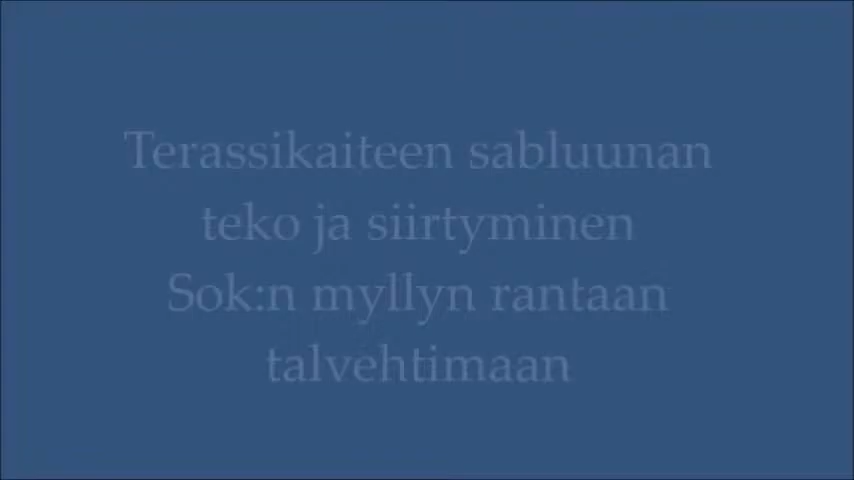 Terassikaiteen sabluunan
teko ja siirtyminen
Sok:n myllyn rantaan
talvehtimaan